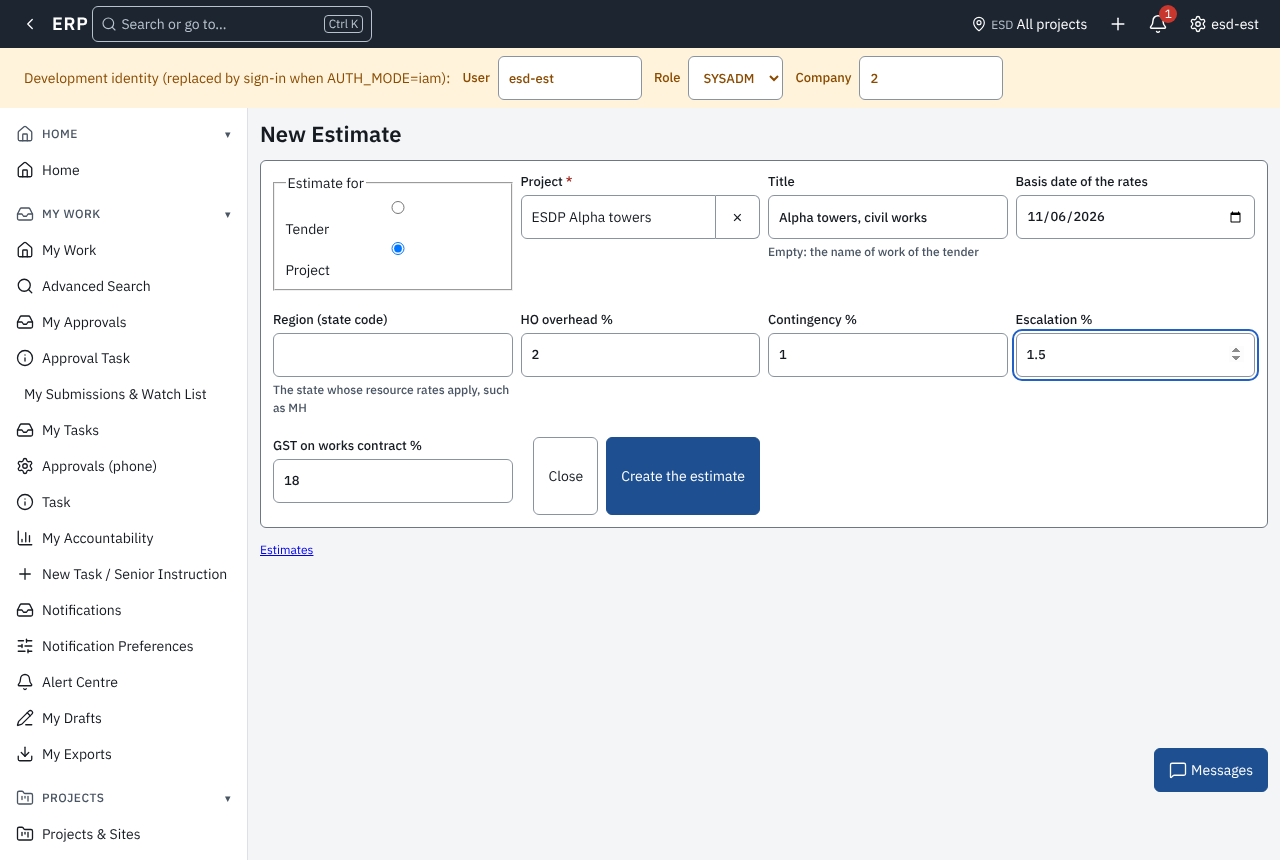 ERP
Search or go to...
Ctrl K
ESD All projects
1
esd-est
Development identity (replaced by sign-in when AUTH_MODE=iam):
User
esd-est
Role
SYSADM
Company
2
HOME
Home
MY WORK
My Work
Advanced Search
My Approvals
Approval Task
My Submissions & Watch List
My Tasks
Approvals (phone)
Task
My Accountability
New Task / Senior Instruction
Notifications
Notification Preferences
Alert Centre
My Drafts
My Exports
PROJECTS
Projects & Sites
New Estimate
Estimate for
Tender
Project
Project *
ESDP Alpha towers
×
Title
Alpha towers, civil works
Empty: the name of work of the tender
Basis date of the rates
11/06/2026
Region (state code)
The state whose resource rates apply, such
as MH
HO overhead %
2
Contingency %
1
Escalation %
1.5
GST on works contract %
18
Close
Create the estimate
Estimates
Messages